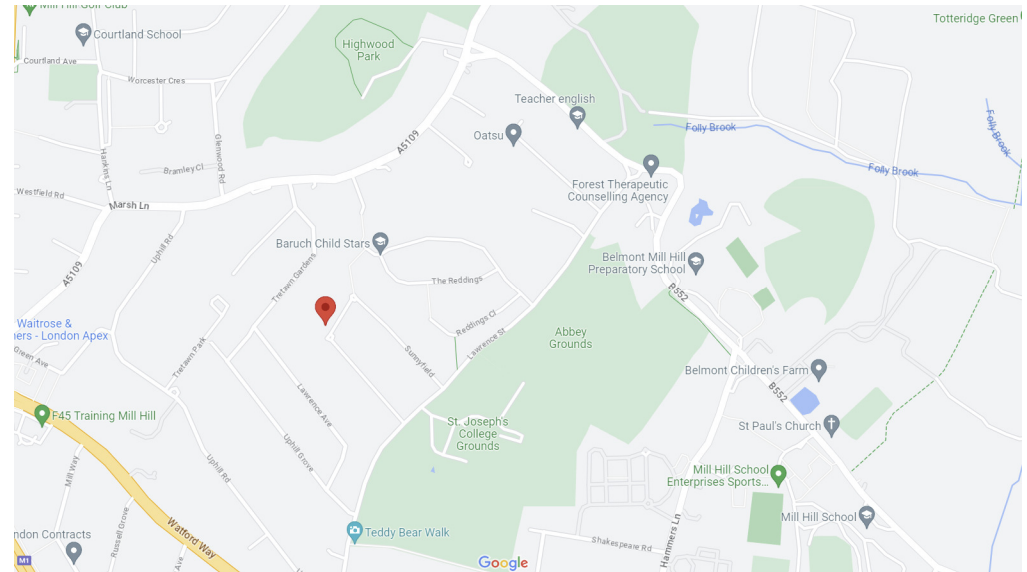 Mill Hill Golf Club
Totteridge Green
Courtland School
Highwood
Park
Courtland Ave
Worcester Cres
Teacher english
Folly Brook
Folly Brook
Oatsu
A5109
Glenwood Rd
Hankins Ln
Folly Brook
Bramley Cl
Forest Therapeutic
Counselling Agency
Westfield Rd
Marsh Ln
Uphill Rd
Baruch Child Stars
Belmont Mill Hill
Preparatory School
A5109
Tretawn Gardens
The Reddings
B552
Waitrose &
ners - London Apex
Reddings Cl
Lawrence St
Abbey
Grounds
Green Ave
Tretawn Park
Sunnyfield
Belmont Children's Farm
B552
Lawrence Ave
F45 Training Mill Hill
St. Joseph's
College
Grounds
St Paul's Church
Uphill Grove
Uphill Rd
Mill Way
Mill Hill School
Enterprises Sports...
Mill Hill School
Russell Grove
Watford Way
Teddy Bear Walk
Hammers Ln
ndon Contracts
Shakespeare Rd
Ave
M1
Google